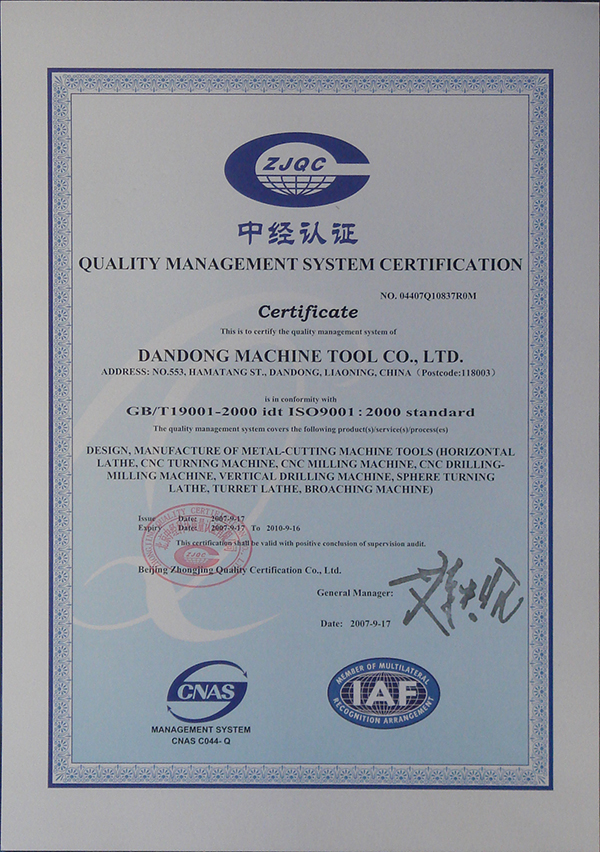 ZJQC
中经认证
QUALITY MANAGEMENT SYSTEM CERTIFICATION
NO. 04407Q10837R0M
Certificate
This is to certify the quality management system of
DANDONG MACHINE TOOL CO., LTD.
ADDRESS: NO.553, HAMATANG ST., DANDONG, LIAONING, CHINA（Postcode:118003）
is in conformity with
GB/T19001-2000 idt ISO9001 : 2000 standard
The quality management system covers the following product(s)/service(s)/process(es)
DESIGN, MANUFACTURE OF METAL-CUTTING MACHINE TOOLS (HORIZONTAL
LATHE, CNC TURNING MACHINE, CNC MILLING MACHINE, CNC DRILLING-
MILLING MACHINE, VERTICAL DRILLING MACHINE, SPHERE TURNING
LATHE, TURRET LATHE, BROACHING MACHINE)
Issue Date: 2007-9-17
Expiry Date: 2007-9-17 To 2010-9-16
This certification shall be valid with positive conclusion of supervision audit.
ZJQC
Beijing Zhongjing Quality Certification Co., Ltd.
General Manager:
Date: 2007-9-17
CNAS
MANAGEMENT SYSTEM
CNAS C044- Q
MEMBER OF MULTILATERAL
IAF
RECOGNITION ARRANGEMENT